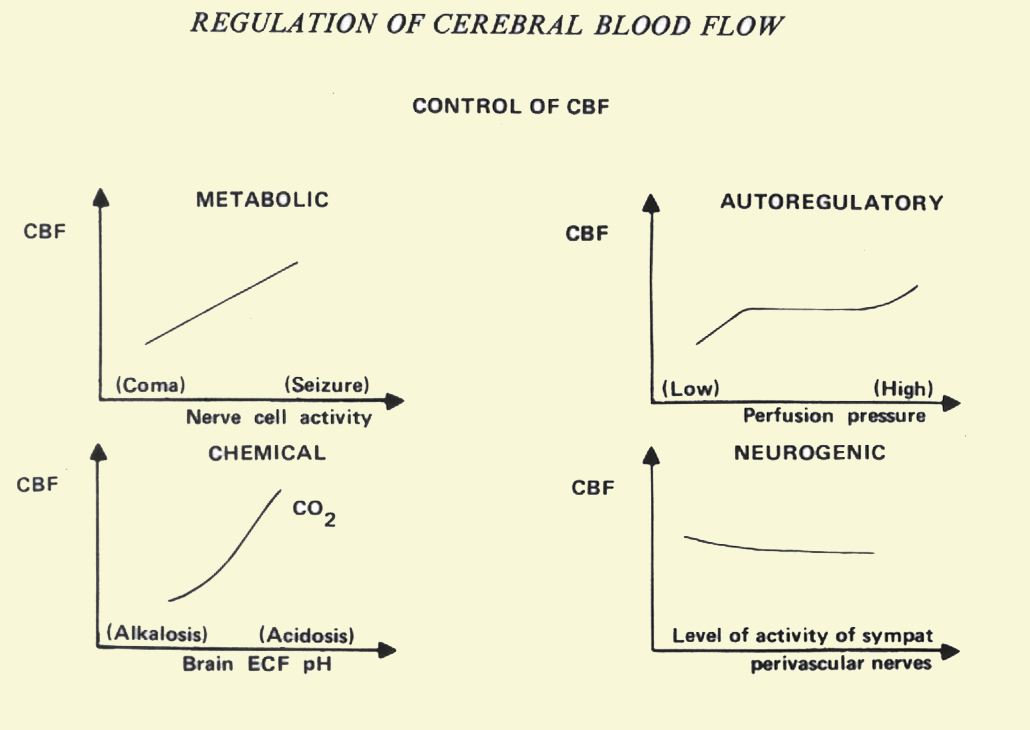 REGULATION OF CEREBRAL BLOOD FLOW
CONTROL OF CBF
METABOLIC
CBF
(Coma) (Seizure)
Nerve cell activity
AUTOREGULATORY
CBF
(Low) (High)
Perfusion pressure
CHEMICAL
CBF
CO2
(Alkalosis) (Acidosis)
Brain ECF pH
NEUROGENIC
CBF
Level of activity of sympat
perivascular nerves